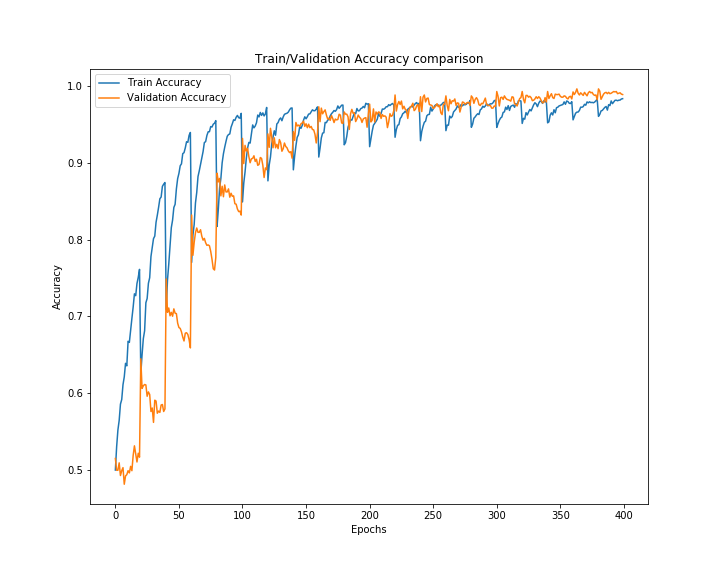 Train/Validation Accuracy comparison
Train Accuracy
Validation Accuracy
1.0
0.9
0.8
0.7
0.6
0.5
Accuracy
0 50 100 150 200 250 300 350 400
Epochs